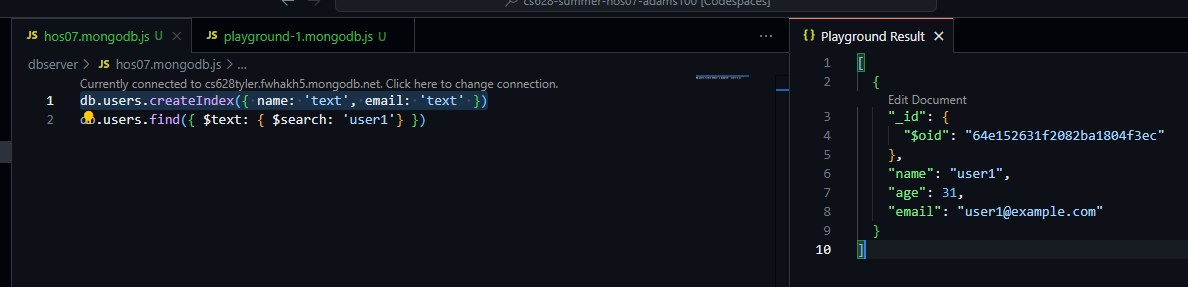 cs628-summer-hos07-adams100 [Codespaces]
JS hos07.mongodb.js U × JS playground-1.mongodb.js U ···
dbserver > JS hos07.mongodb.js > ...
Currently connected to cs628tyler.fwhakh5.mongodb.net. Click here to change connection.
1 db.users.createIndex({ name: 'text', email: 'text' })
2 db.users.find({ $text: { $search: 'user1'} })
{} Playground Result ×
1 [
2 {
Edit Document
3 "_id": {
4 "$oid": "64e152631f2082ba1804f3ec"
5 },
6 "name": "user1",
7 "age": 31,
8 "email": "user1@example.com"
9 }
10 ]